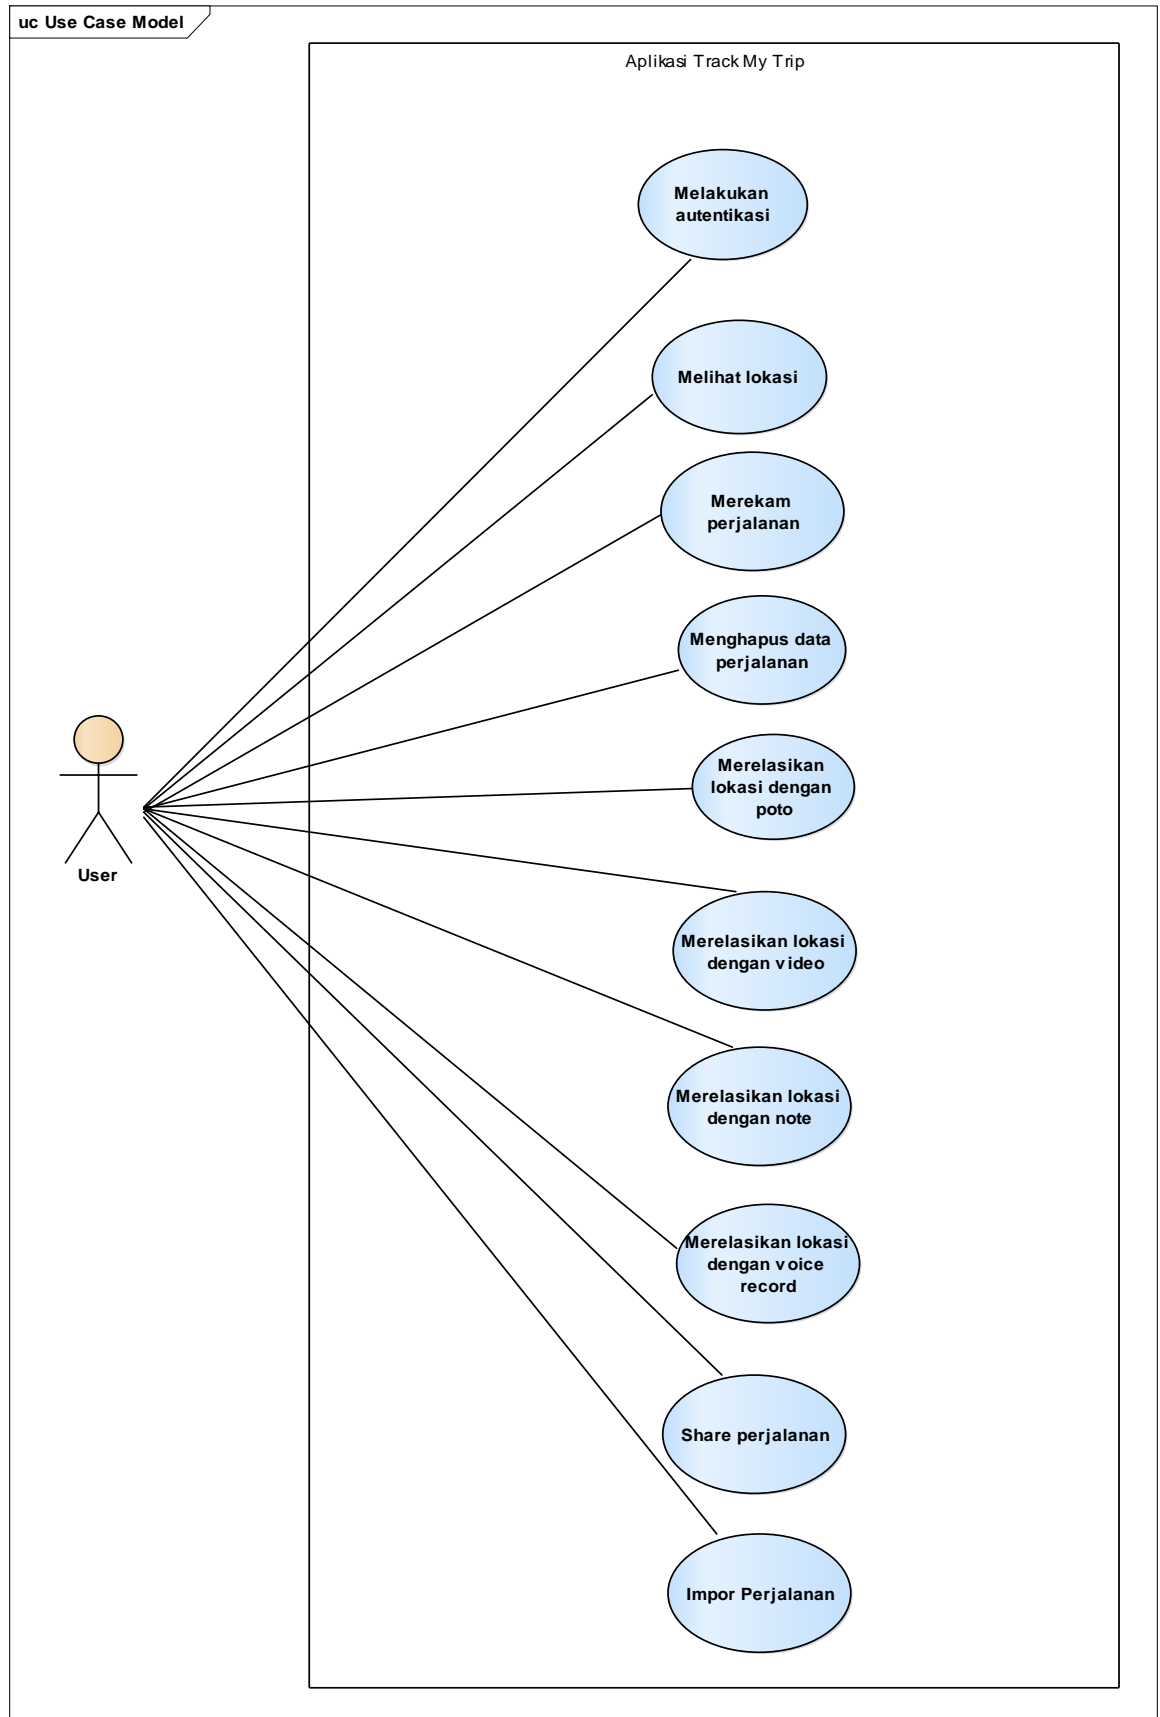 uc Use Case Model
Aplikasi Track My Trip
Melakukan
autentikasi
Melihat lokasi
Merekam
perjalanan
Menghapus data
perjalanan
Merelasikan
lokasi dengan
poto
User
Merelasikan lokasi
dengan video
Merelasikan lokasi
dengan note
Merelasikan lokasi
dengan voice
record
Share perjalanan
Impor Perjalanan